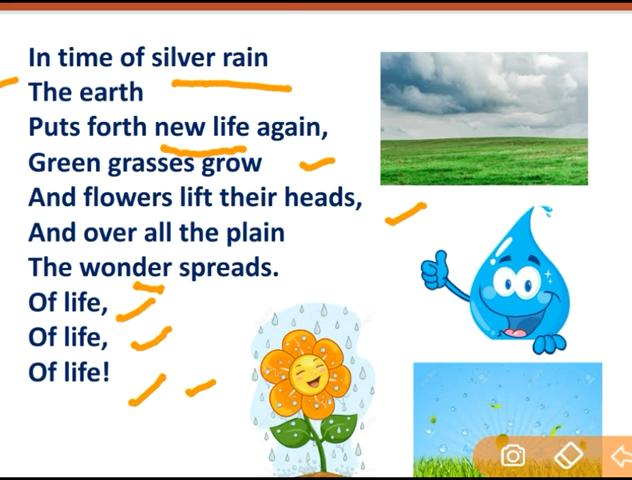 In time of silver rain
The earth
Puts forth new life again,
Green grasses grow
And flowers lift their heads,
And over all the plain
The wonder spreads.
Of life,
Of life,
Of life!